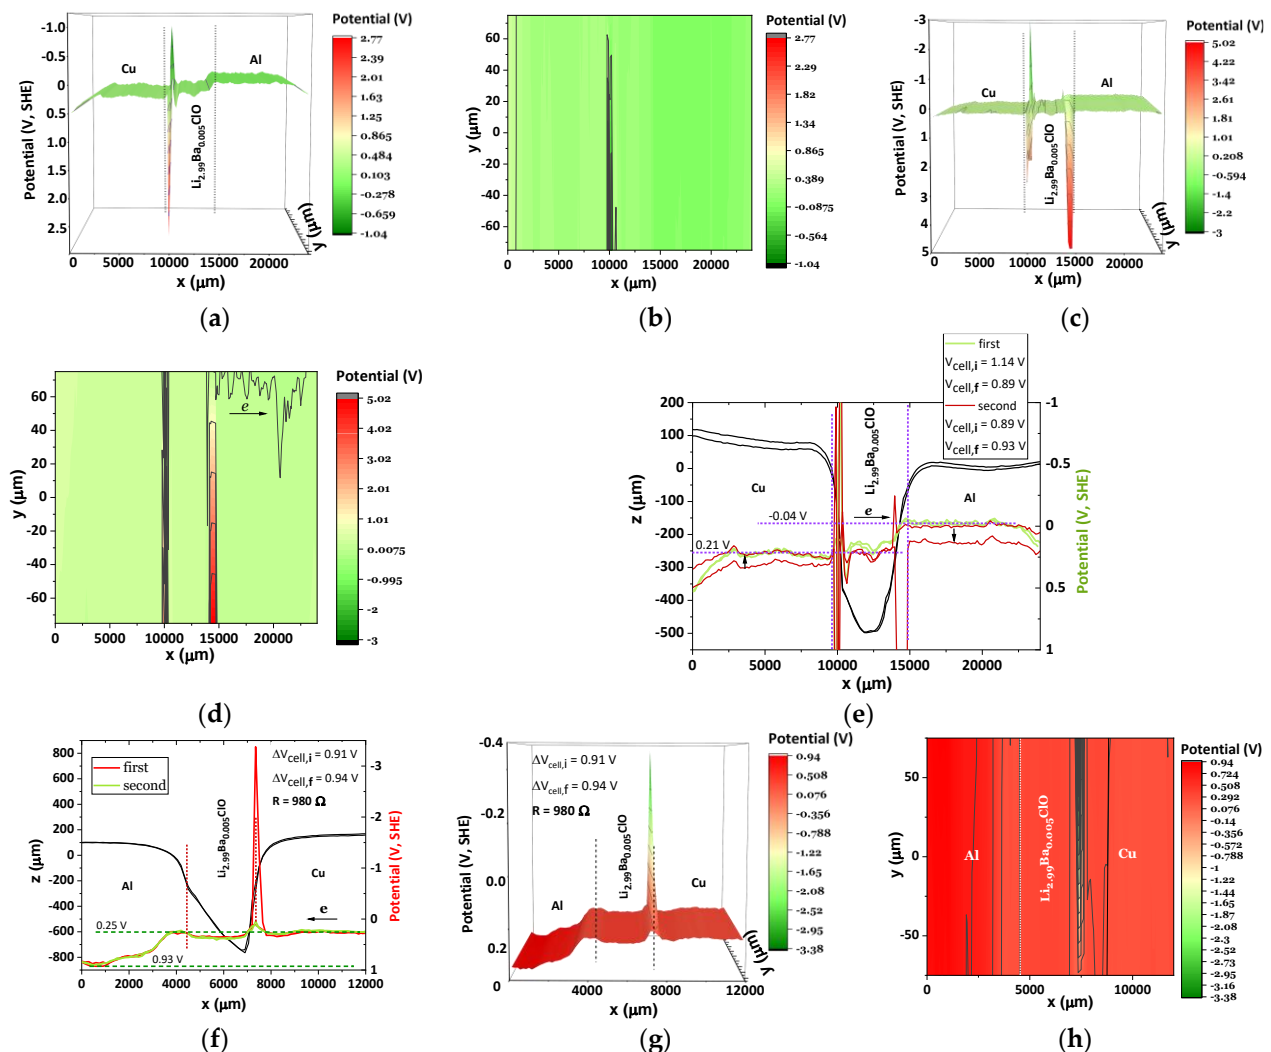 Potential (V)
-1.0
-0.5
0
0.5
1.0
1.5
2.0
2.5
Potential (V, SHE)
Cu
Al
Li2.99Ba0.005ClO
2.77
2.39
2.01
1.63
1.25
0.865
0.484
0.103
-0.278
-0.659
-1.04
y (µm)
0 5000 10000 15000 20000
x (µm)
(a)
Potential (V)
60
40
20
0
-20
-40
-60
y (µm)
2.77
2.29
1.82
1.34
0.865
0.389
-0.0875
-0.564
-1.04
0 5000 10000 15000 20000
x (µm)
(b)
Potential (V)
-3
-2
-1
0
1
2
3
4
5
Potential (V, SHE)
Cu
Al
Li2.99Ba0.005ClO
5.02
4.22
3.42
2.61
1.81
1.01
0.208
-0.594
-1.4
-2.2
-3
y (µm)
0 5000 10000 15000 20000
x (µm)
(c)
Potential (V)
60
40
20
0
-20
-40
-60
y (µm)
e
5.02
4.02
3.01
2.01
1.01
0.0075
-0.995
-2
-3
0 5000 10000 15000 20000
x (µm)
(d)
first
Vcell,i = 1.14 V
Vcell,f = 0.89 V
second
Vcell,i = 0.89 V
Vcell,f = 0.93 V
200
100
0
-100
-200
-300
-400
-500
z (µm)
Cu
Li2.99Ba0.005ClO
e
Al
-0.04 V
0.21 V
-1
-0.5
0
0.5
1
Potential (V, SHE)
0 5000 10000 15000 20000
x (µm)
(e)
800
600
400
200
0
-200
-400
-600
-800
z (µm)
first
second
ΔVcell,i = 0.91 V
ΔVcell,f = 0.94 V
R = 980 Ω
Al
Li2.99Ba0.005ClO
Cu
e
0.25 V
0.93 V
-3
-2
-1
0
1
Potential (V, SHE)
0 2000 4000 6000 8000 10000 12000
x (µm)
(f)
Potential (V)
-0.4
-0.2
0.0
0.2
Potential (V, SHE)
ΔVcell,i = 0.91 V
ΔVcell,f = 0.94 V
R = 980 Ω
Al
Li2.99Ba0.005ClO
Cu
0.94
0.508
0.076
-0.356
-0.788
-1.22
-1.65
-2.08
-2.52
-2.95
-3.38
y (µm)
0 4000 8000 12000
x (µm)
(g)
Potential (V)
50
0
-50
y (µm)
Al
Li2.99Ba0.005ClO
Cu
0.94
0.724
0.508
0.292
0.076
-0.14
-0.356
-0.572
-0.788
-1
-1.22
-1.44
-1.65
-1.87
-2.08
-2.3
-2.52
-2.73
-2.95
-3.16
-3.38
0 5000 10000
x (µm)
(h)